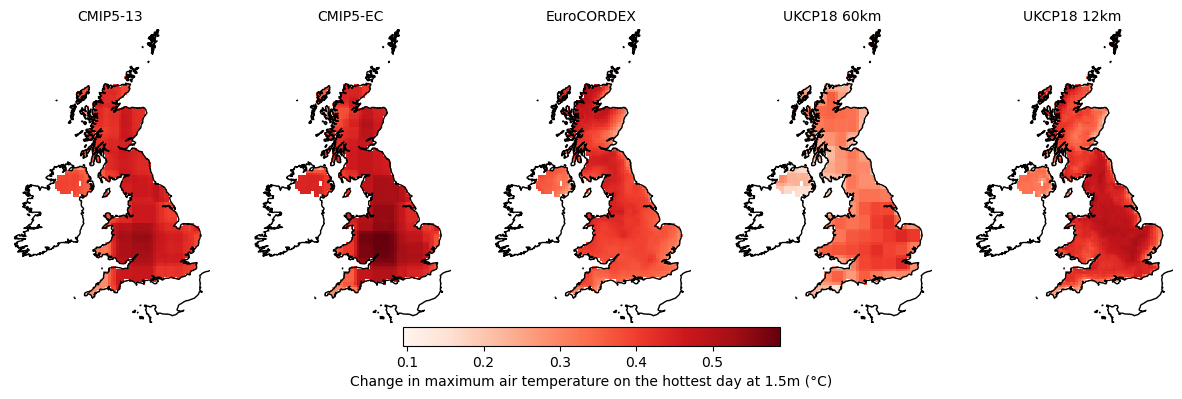 CMIP5-13 CMIP5-EC EuroCORDEX UKCP18 60km UKCP18 12km
0.1 0.2 0.3 0.4 0.5
Change in maximum air temperature on the hottest day at 1.5m (°C)